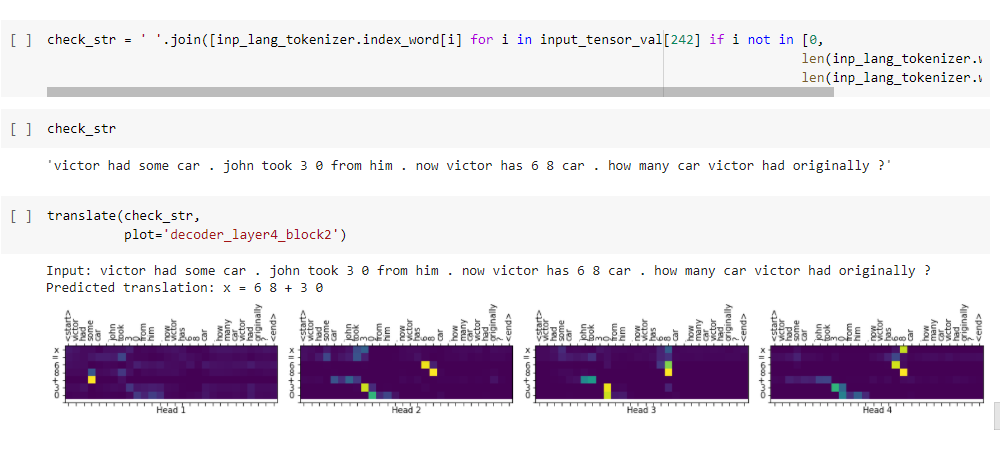 [ ] check_str = ' '.join([inp_lang_tokenizer.index_word[i] for i in input_tensor_val[242] if i not in [0,
len(inp_lang_tokenizer.
len(inp_lang_tokenizer.
[ ] check_str
'victor had some car . john took 3 0 from him . now victor has 6 8 car . how many car victor had originally ?'
[ ] translate(check_str,
plot='decoder_layer4_block2')
Input: victor had some car . john took 3 0 from him . now victor has 6 8 car . how many car victor had originally ?
Predicted translation: x = 6 8 + 3 0
<start> victor had some car . john took 3 0 from him . now victor has 6 8 car . how many car victor had originally ? <end>
<start> victor had some car . john took 3 0 from him . now victor has 6 8 car . how many car victor had originally ? <end>
<start> victor had some car . john took 3 0 from him . now victor has 6 8 car . how many car victor had originally ? <end>
<start> victor had some car . john took 3 0 from him . now victor has 6 8 car . how many car victor had originally ? <end>
x = 6 8 + 3 0
x = 6 8 + 3 0
x = 6 8 + 3 0
x = 6 8 + 3 0
Head 1
Head 2
Head 3
Head 4